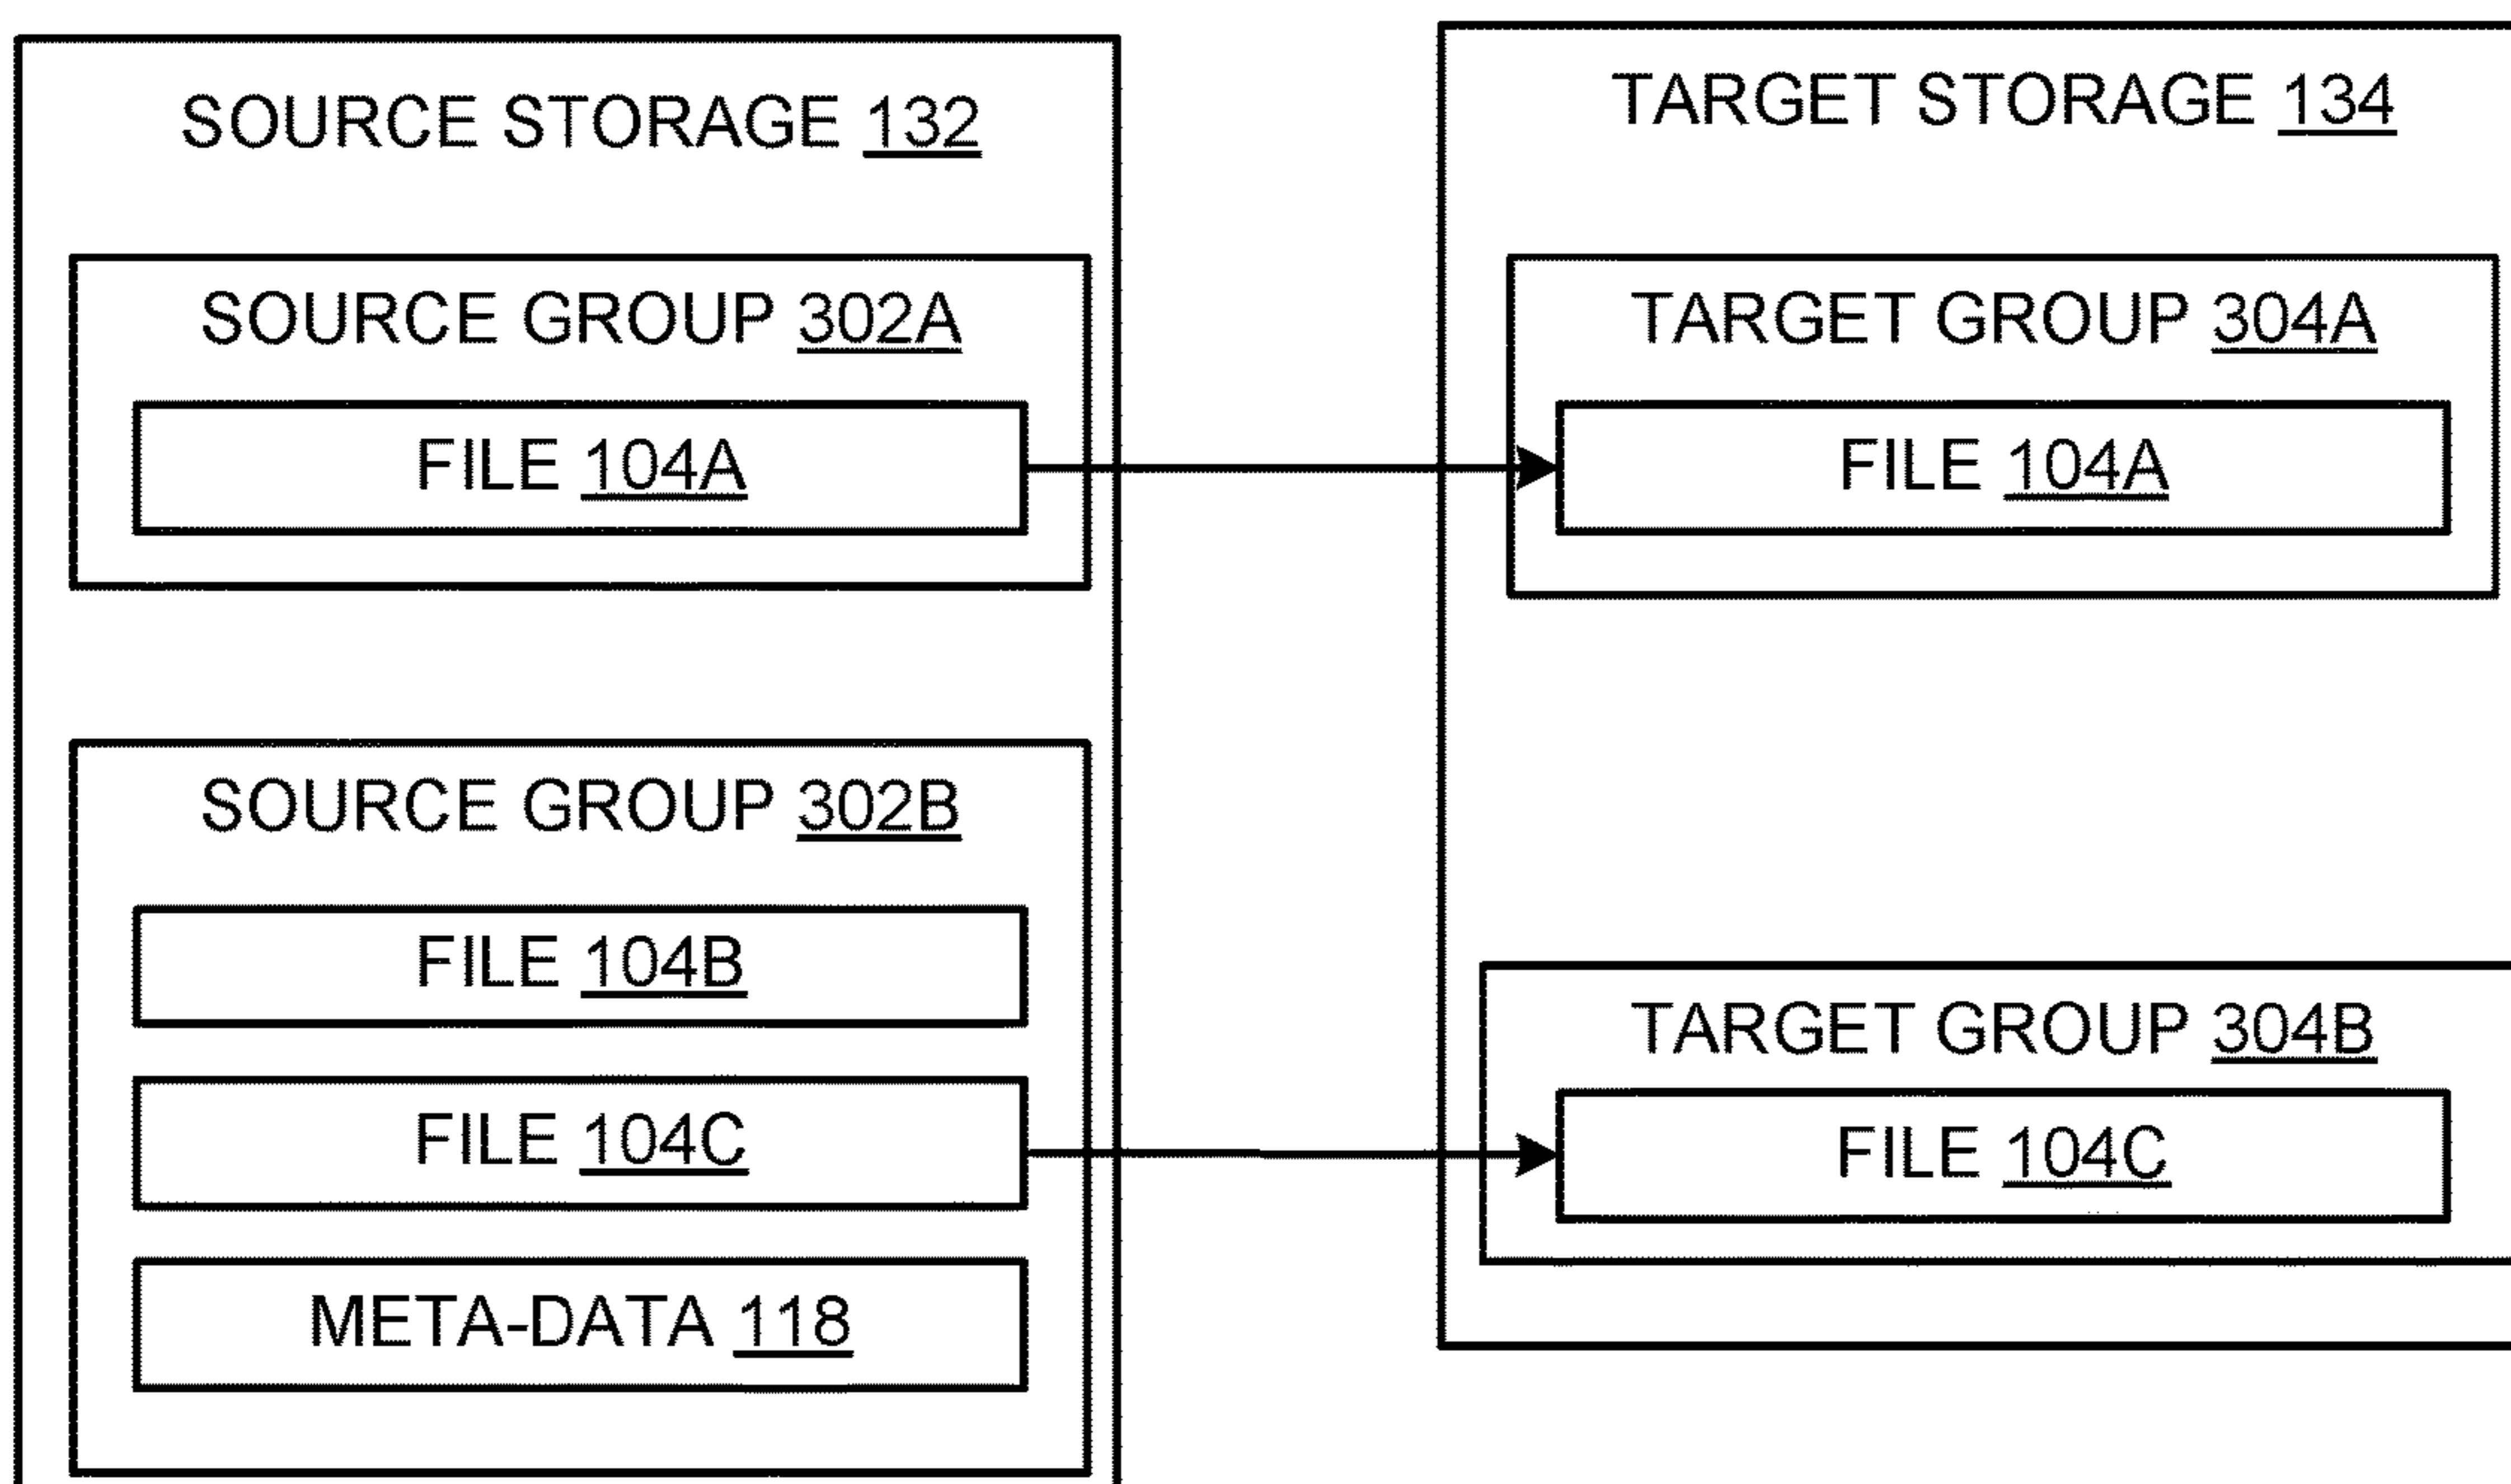 SOURCE STORAGE 132
SOURCE GROUP 302A
FILE 104A
SOURCE GROUP 302B
FILE 104B
FILE 104C
META-DATA 118
TARGET STORAGE 134
TARGET GROUP 304A
FILE 104A
TARGET GROUP 304B
FILE 104C